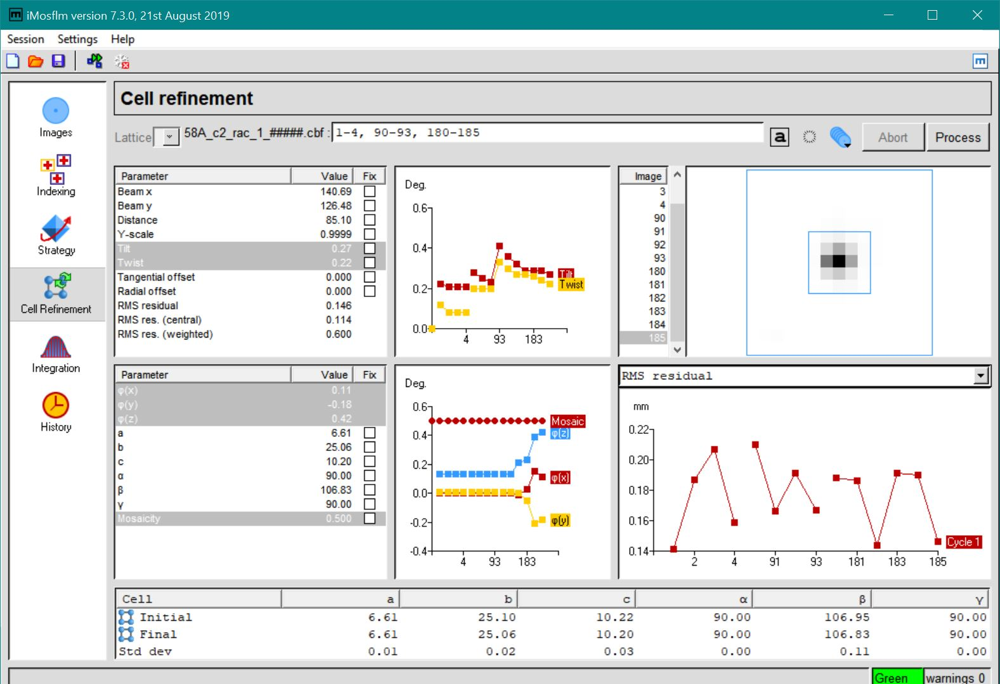 iMosflm version 7.3.0, 21st August 2019
Session Settings Help
Images
Indexing
Strategy
Cell Refinement
Integration
History
Cell refinement
Lattice 58A_c2_rac_1_#####.cbf : 1-4, 90-93, 180-185 a Abort Process
Parameter Value Fix
Beam x 140.69
Beam y 126.48
Distance 85.10
Y-scale 0.9999
Tilt 0.27
Twist 0.22
Tangential offset 0.000
Radial offset 0.000
RMS residual 0.146
RMS res. (central) 0.114
RMS res. (weighted) 0.600
Deg.
0.6
0.4
0.2
0.0
4 93 183
Tilt
Twist
Image
3
4
90
91
92
93
180
181
182
183
184
185
Parameter Value Fix
φ(x) 0.11
φ(y) -0.18
φ(z) 0.42
a 6.61
b 25.06
c 10.20
α 90.00
β 106.83
γ 90.00
Mosaicity 0.500
Deg.
0.6
0.4
0.2
0.0
-0.2
-0.4
4 93 183
Mosaic
φ(z)
φ(x)
φ(y)
RMS residual
mm
0.22
0.20
0.18
0.16
0.14
2 4 91 93 181 183 185
Cycle 1
Cell a b c α β γ
Initial 6.61 25.10 10.22 90.00 106.95 90.00
Final 6.61 25.06 10.20 90.00 106.83 90.00
Std dev 0.01 0.02 0.03 0.00 0.11 0.00
Green warnings 0